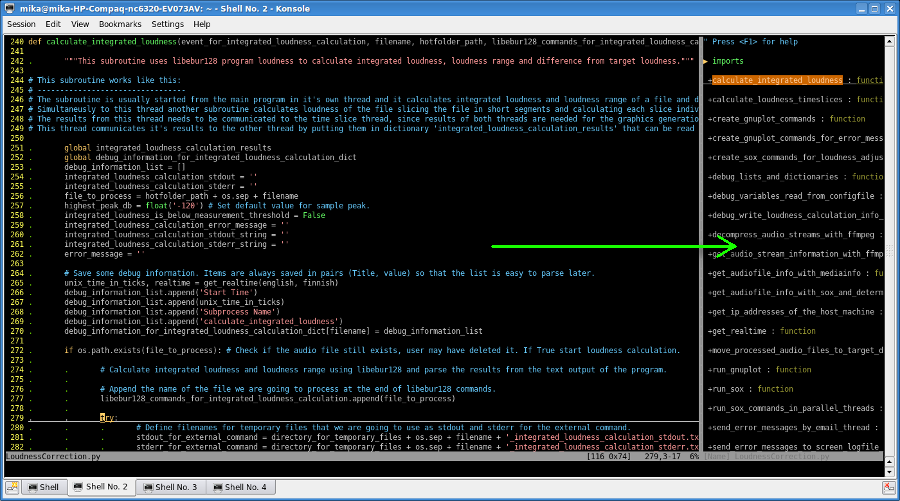 mika@mika-HP-Compaq-nc6320-EV073AV: ~ - Shell No. 2 - Konsole
Session Edit View Bookmarks Settings Help
240 def calculate_integrated_loudness(event_for_integrated_loudness_calculation, filename, hotfolder_path, libebur128_commands_for_integrated_loudness_ca
241
242 . """This subroutine uses libebur128 program loudness to calculate integrated loudness, loudness range and difference from target loudness."""
243
244 # This subroutine works like this:
245 # ---------------------------------
246 # The subroutine is usually started from the main program in it's own thread and it calculates integrated loudness and loudness range of a file and d
247 # Simultaneusly to this thread another subroutine calculates loudness of the file slicing the file in short segments and calculating each slice indiv
248 # The results from this thread needs to be communicated to the time slice thread, since results of both threads are needed for the graphics generatio
249 # This thread communicates it's results to the other thread by putting them in dictionary 'integrated_loudness_calculation_results' that can be read
250
251 . global integrated_loudness_calculation_results
252 . global debug_information_for_integrated_loudness_calculation_dict
253 . debug_information_list = []
254 . integrated_loudness_calculation_stdout = ''
255 . integrated_loudness_calculation_stderr = ''
256 . file_to_process = hotfolder_path + os.sep + filename
257 . highest_peak_db = float('-120') # Set default value for sample peak.
258 . integrated_loudness_is_below_measurement_threshold = False
259 . integrated_loudness_calculation_error_message = ''
260 . integrated_loudness_calculation_stdout_string = ''
261 . integrated_loudness_calculation_stderr_string = ''
262 . error_message = ''
263
264 . # Save some debug information. Items are always saved in pairs (Title, value) so that the list is easy to parse later.
265 . unix_time_in_ticks, realtime = get_realtime(english, finnish)
266 . debug_information_list.append('Start Time')
267 . debug_information_list.append(unix_time_in_ticks)
268 . debug_information_list.append('Subprocess Name')
269 . debug_information_list.append('calculate_integrated_loudness')
270 . debug_information_for_integrated_loudness_calculation_dict[filename] = debug_information_list
271
272 . if os.path.exists(file_to_process): # Check if the audio file still exists, user may have deleted it. If True start loudness calculation.
273 .
274 . . # Calculate integrated loudness and loudness range using libebur128 and parse the results from the text output of the program.
275 . .
276 . . # Append the name of the file we are going to process at the end of libebur128 commands.
277 . . libebur128_commands_for_integrated_loudness_calculation.append(file_to_process)
278 . .
279 . . try:
280 . . . # Define filenames for temporary files that we are going to use as stdout and stderr for the external command.
281 . . . stdout_for_external_command = directory_for_temporary_files + os.sep + filename + '_integrated_loudness_calculation_stdout.tx
282 . . . stderr_for_external_command = directory_for_temporary_files + os.sep + filename + '_integrated_loudness_calculation_stderr.tx
LoudnessCorrection.py [116 0x74] 279,3-17 6%
" Press <F1> for help
imports
+calculate_integrated_loudness : functi
+calculate_loudness_timeslices : functi
+create_gnuplot_commands : function
+create_gnuplot_commands_for_error_mess
+create_sox_commands_for_loudness_adjus
+debug_lists_and_dictionaries : functio
+debug_variables_read_from_configfile :
+debug_write_loudness_calculation_info_
+decompress_audio_streams_with_ffmpeg :
+get_audio_stream_information_with_ffmp
+get_audiofile_info_with_mediainfo : fu
+get_audiofile_info_with_sox_and_determ
+get_ip_addresses_of_the_host_machine :
+get_realtime : function
+move_processed_audio_files_to_target_d
+run_gnuplot : function
+run_sox : function
+run_sox_commands_in_parallel_threads :
+send_error_messages_by_email_thread :
+send_error_messages_to_screen_logfile_
[Name] LoudnessCorrection.py
Shell Shell No. 2 Shell No. 3 Shell No. 4